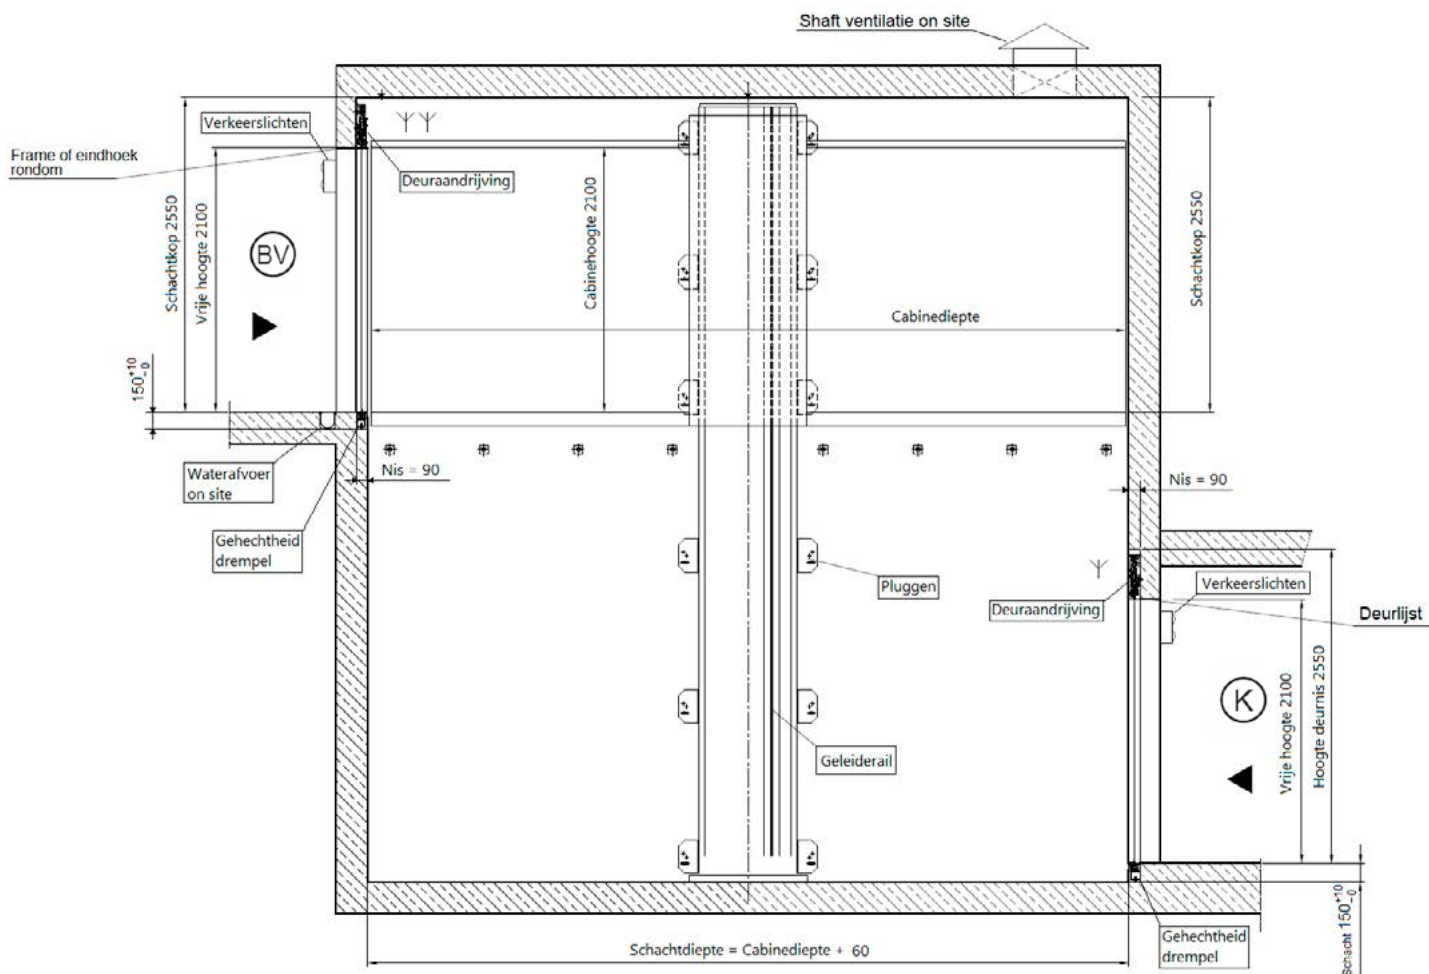 Shaft ventilatie on site
Verkeerslichten
Frame of eindhoek
rondom
Deuraandrijving
Schachtkop 2550
Vrije hoogte 2100
Cabinehoogte 2100
Schachtkop 2550
BV
Cabinediepte
150 +10 -0
Waterafvoer
on site
Nis = 90
Nis = 90
Gehechtheid
drempel
Pluggen
Deuraandrijving
Verkeerslichten
Deurlijst
K
Vrije hoogte 2100
Hoogte deurnis 2550
Geleiderail
Schachtdiepte = Cabinediepte + 60
Gehechtheid
drempel
Schacht 150 +10 -0